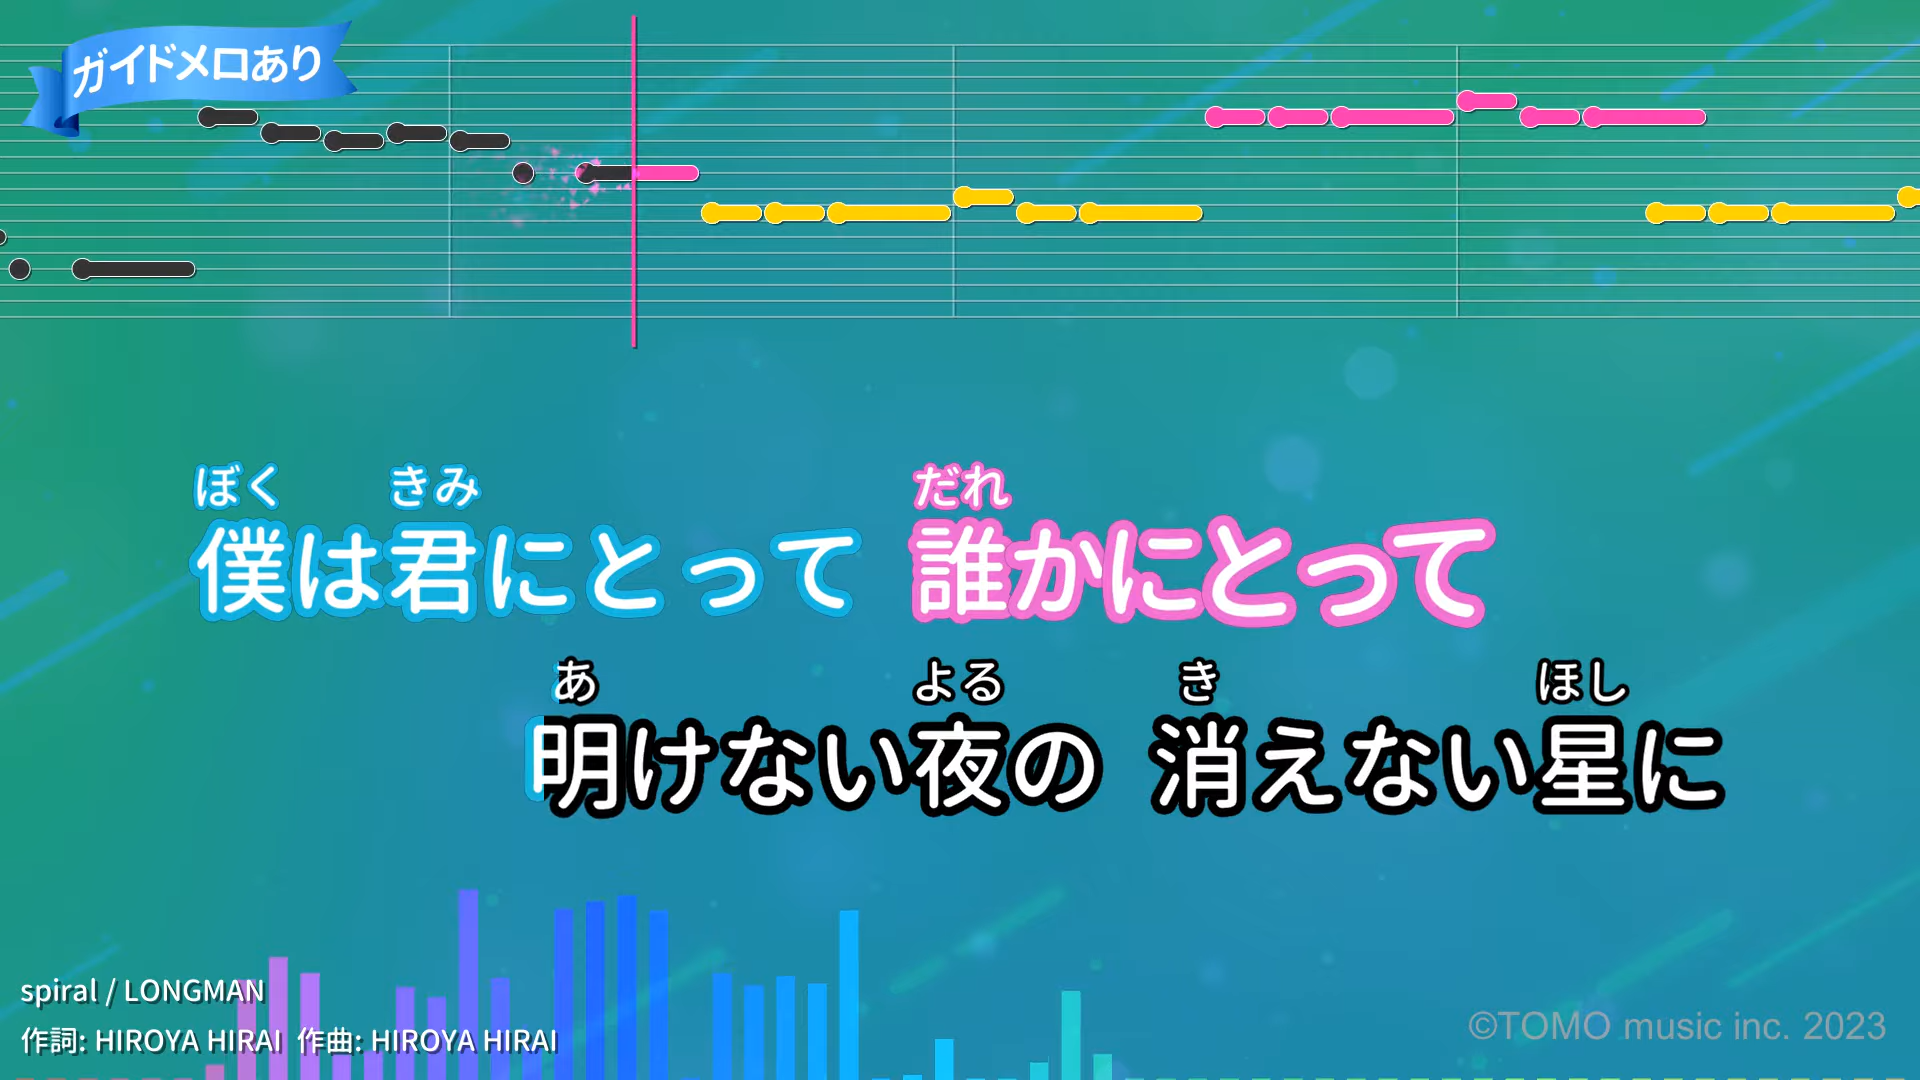 ガイドメロあり
ぼく きみ だれ
僕は君にとって 誰かにとって
あ よる き ほし
明けない夜の 消えない星に
spiral / LONGMAN
作詞: HIROYA HIRAI 作曲: HIROYA HIRAI
©TOMO music inc. 2023